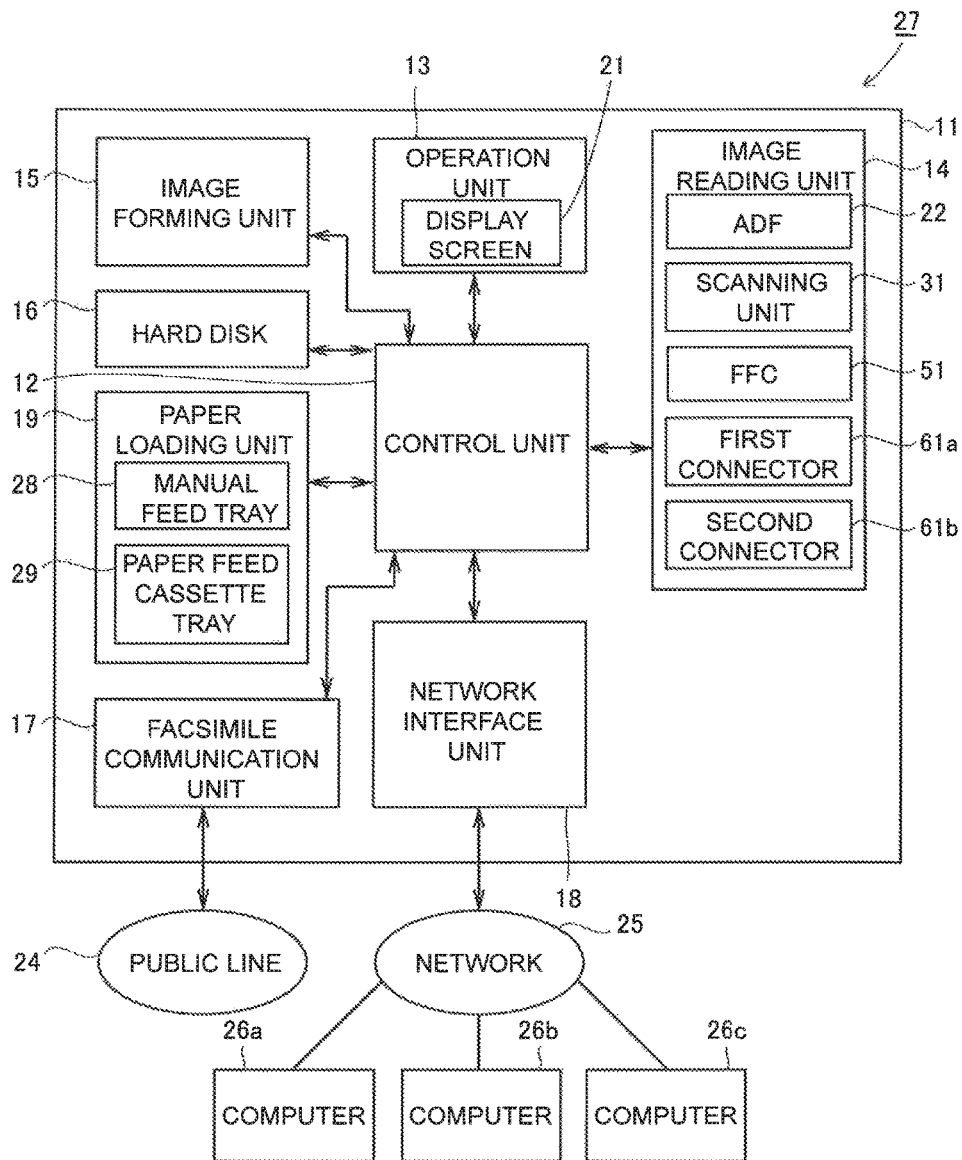 27
13
21
11
15
IMAGE
FORMING UNIT
OPERATION
UNIT
DISPLAY
SCREEN
IMAGE
READING UNIT
14
ADF
22
16
HARD DISK
SCANNING
UNIT
31
12
CONTROL UNIT
FFC
51
19
PAPER
LOADING UNIT
28
MANUAL
FEED TRAY
FIRST
CONNECTOR
61a
29
PAPER FEED
CASSETTE
TRAY
SECOND
CONNECTOR
61b
17
FACSIMILE
COMMUNICATION
UNIT
NETWORK
INTERFACE
UNIT
18
24
PUBLIC LINE
25
NETWORK
26a
26b
26c
COMPUTER
COMPUTER
COMPUTER